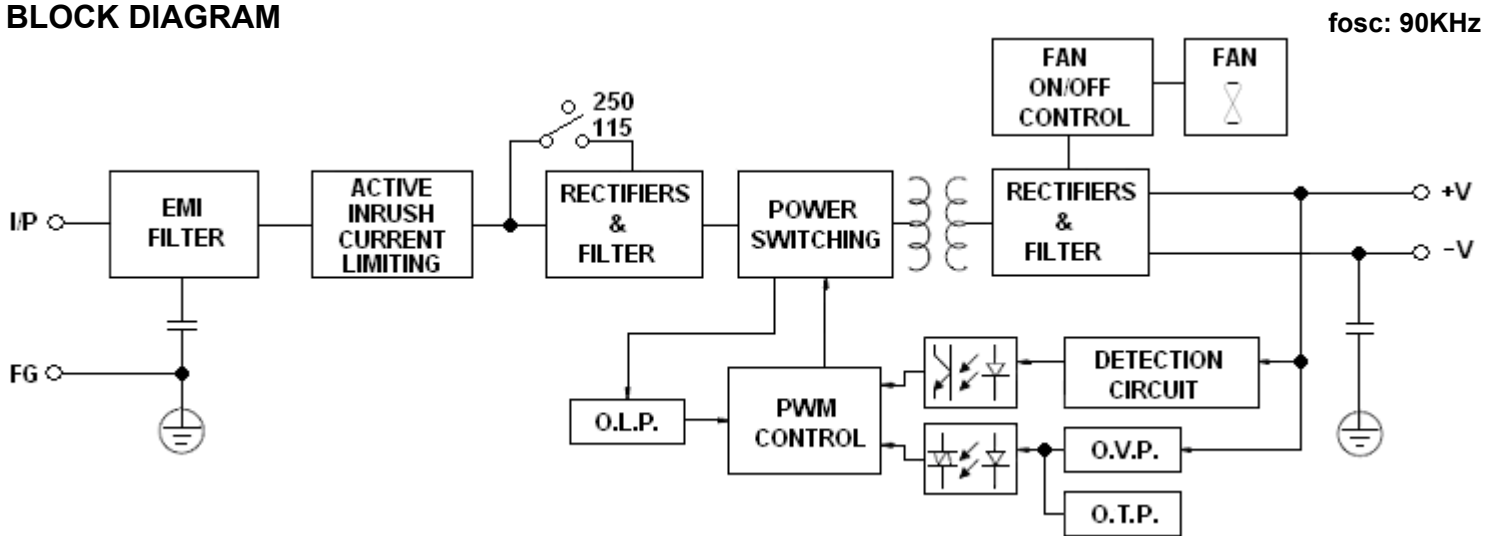 BLOCK DIAGRAM
fosc: 90KHz
FAN
ON/OFF
CONTROL
FAN
250
115
I/P
EMI
FILTER
ACTIVE
INRUSH
CURRENT
LIMITING
RECTIFIERS
&
FILTER
POWER
SWITCHING
RECTIFIERS
&
FILTER
+V
-V
FG
O.L.P.
PWM
CONTROL
DETECTION
CIRCUIT
O.V.P.
O.T.P.